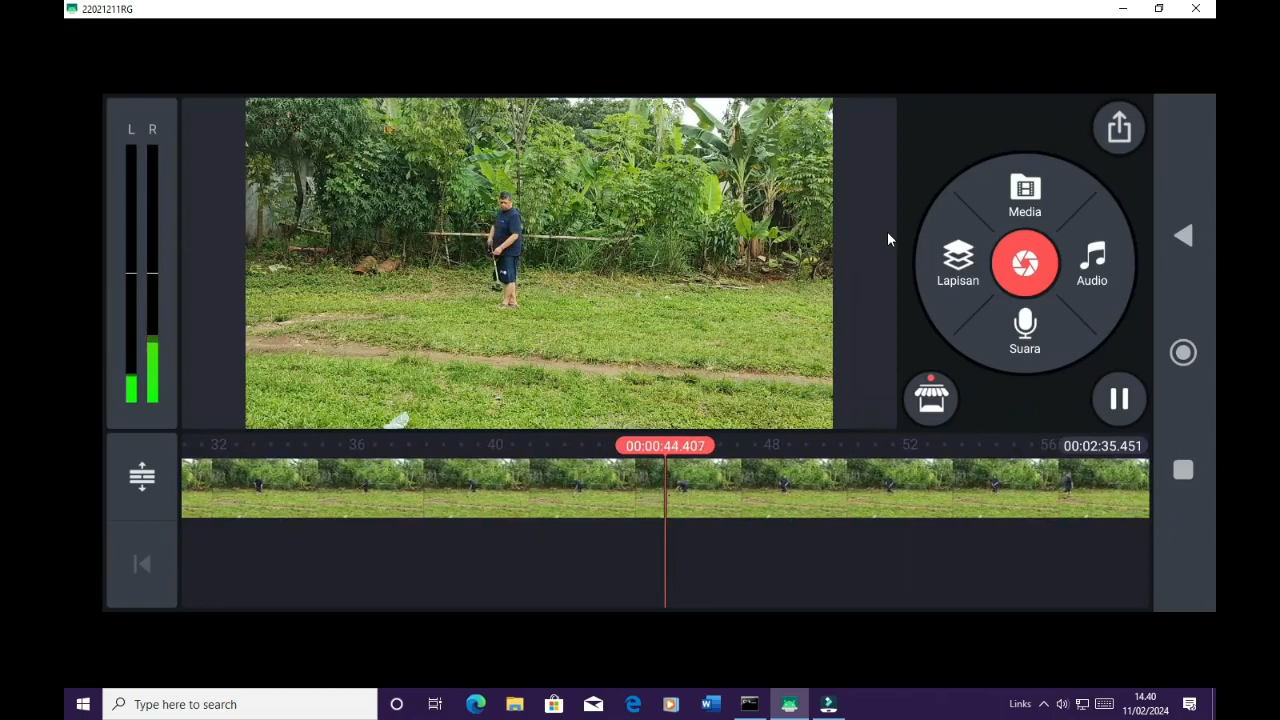 22021211RG
L R
Media
Lapisan
Audio
Suara
32 36 40 00:00:44.407 48 52 56 00:02:35.451
Type here to search
Links
14.40
11/02/2024